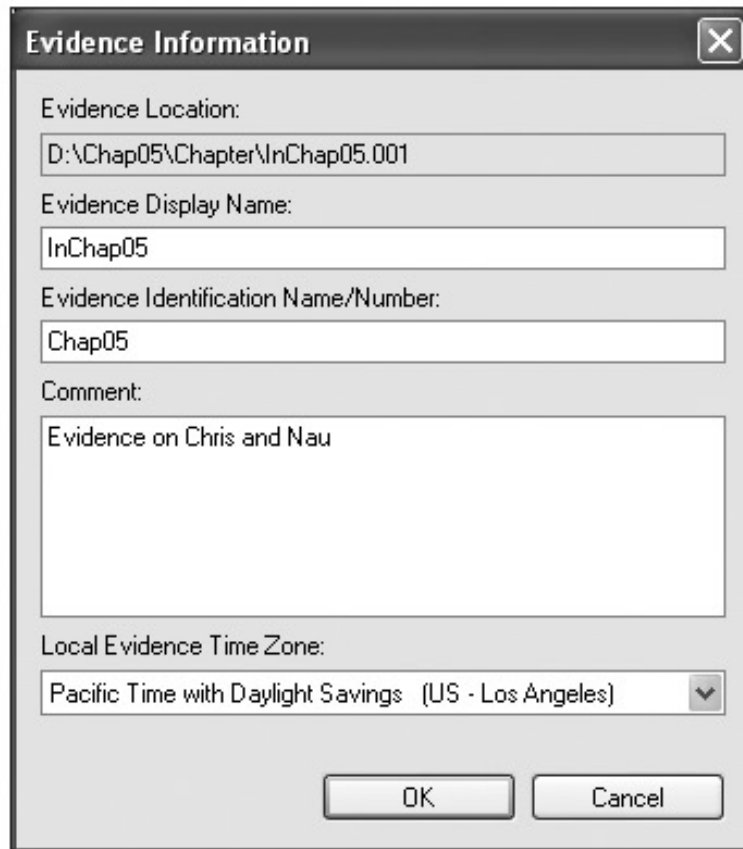 Evidence Information
Evidence Location:
D:\Chap05\Chapter\InChap05.001
Evidence Display Name:
InChap05
Evidence Identification Name/Number:
Chap05
Comment:
Evidence on Chris and Nau
Local Evidence Time Zone:
Pacific Time with Daylight Savings (US - Los Angeles)
OK Cancel